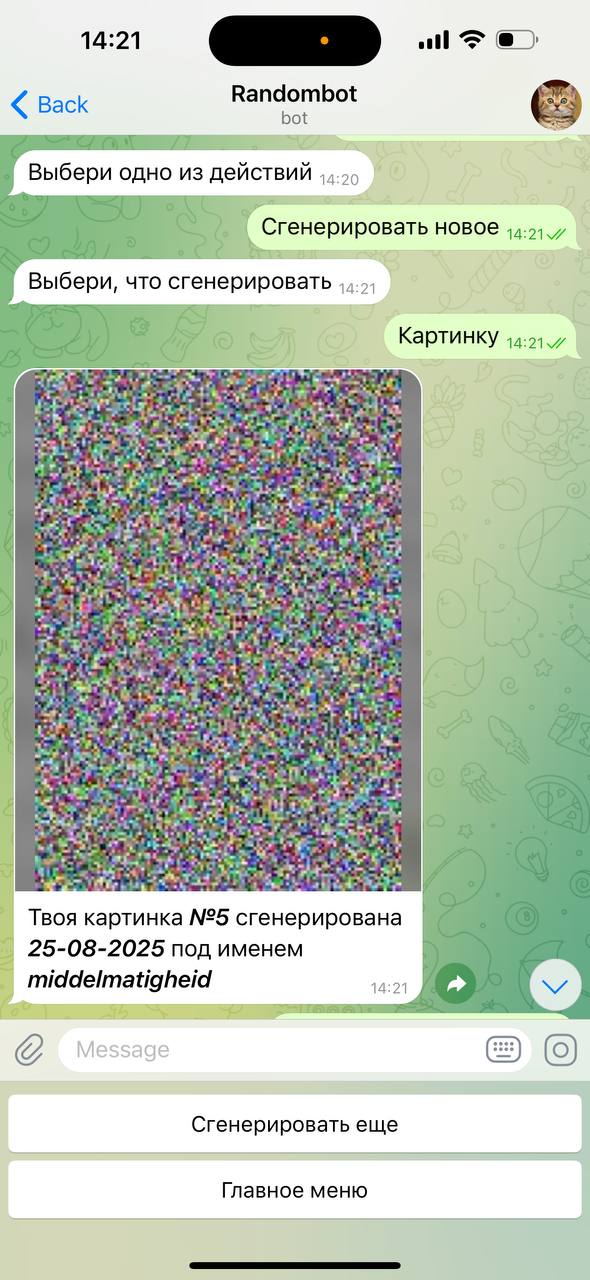 14:21
Back
Randombot
bot
Выбери одно из действий 14:20
Сгенерировать новое 14:21
Выбери, что сгенерировать 14:21
Картинку 14:21
Твоя картинка №5 сгенерирована
25-08-2025 под именем
middelmatigheid
14:21
Message
Сгенерировать еще
Главное меню